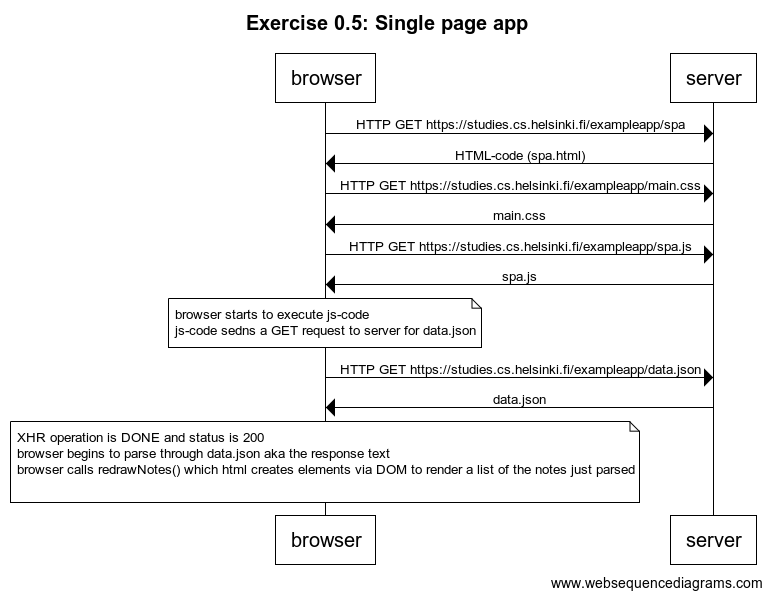 Exercise 0.5: Single page app
browser
server
HTTP GET https://studies.cs.helsinki.fi/exampleapp/spa
HTML-code (spa.html)
HTTP GET https://studies.cs.helsinki.fi/exampleapp/main.css
main.css
HTTP GET https://studies.cs.helsinki.fi/exampleapp/spa.js
spa.js
browser starts to execute js-code
js-code sedns a GET request to server for data.json
HTTP GET https://studies.cs.helsinki.fi/exampleapp/data.json
data.json
XHR operation is DONE and status is 200
browser begins to parse through data.json aka the response text
browser calls redrawNotes() which html creates elements via DOM to render a list of the notes just parsed
browser
server
www.websequencediagrams.com